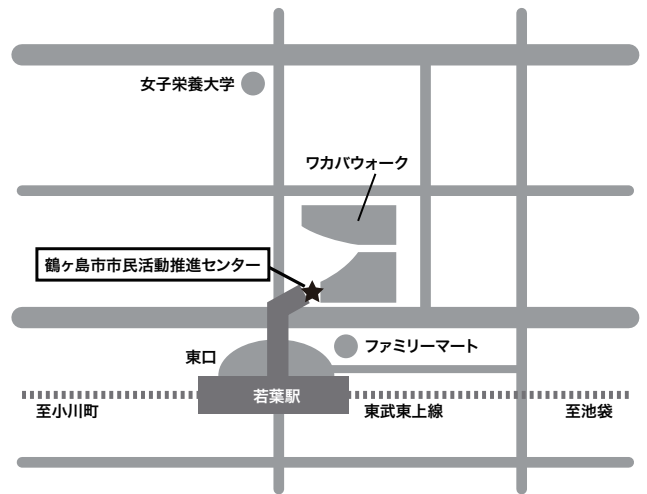 女子栄養大学
ワカバウォーク
鶴ヶ島市市民活動推進センター
ファミリーマート
東口
若葉駅
至小川町
東武東上線
至池袋